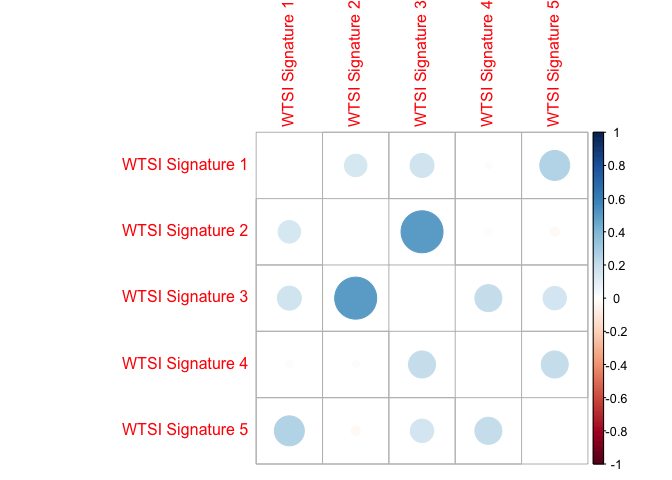 WTSI Signature 1
WTSI Signature 2
WTSI Signature 3
WTSI Signature 4
WTSI Signature 5
WTSI Signature 1
WTSI Signature 2
WTSI Signature 3
WTSI Signature 4
WTSI Signature 5
1
0.8
0.6
0.4
0.2
0
-0.2
-0.4
-0.6
-0.8
-1